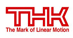 THK
The Mark of Linear Motion